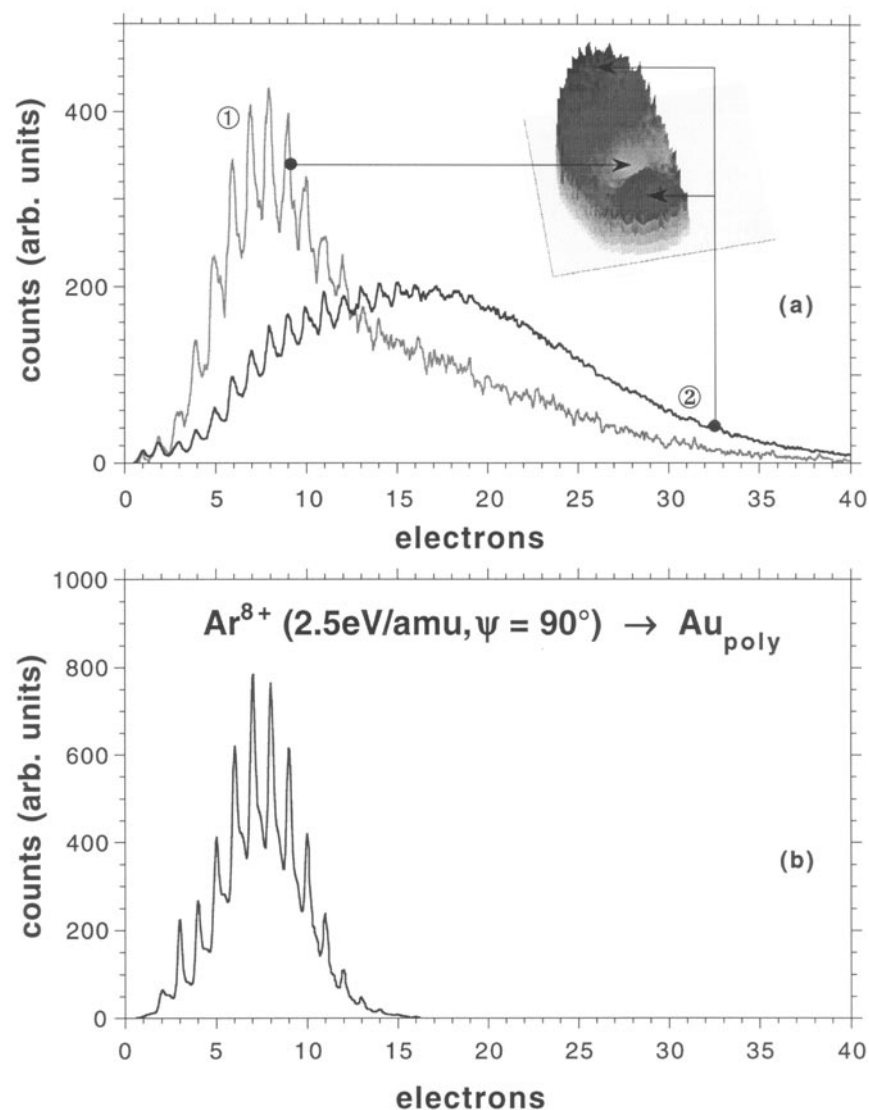 ①
400
200
0
counts (arb. units)
(a)
②
0 5 10 15 20 25 30 35 40
electrons
1000
800
600
400
200
0
counts (arb. units)
Ar⁸⁺ (2.5eV/amu, ψ = 90°) → Au_poly
(b)
0 5 10 15 20 25 30 35 40
electrons